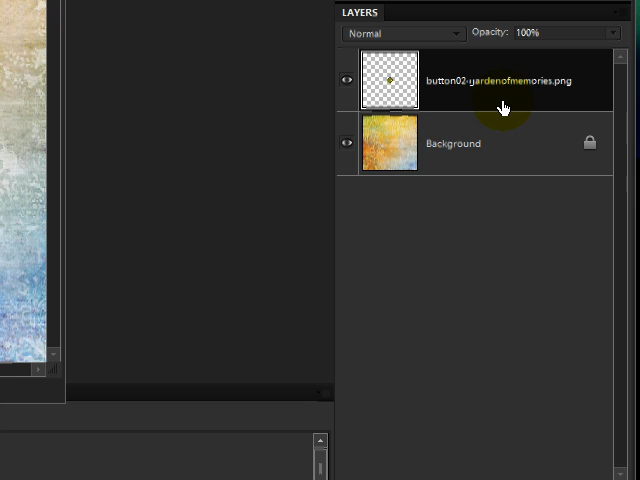 LAYERS
Normal
Opacity: 100%
button02-gardenofmemories.png
Background